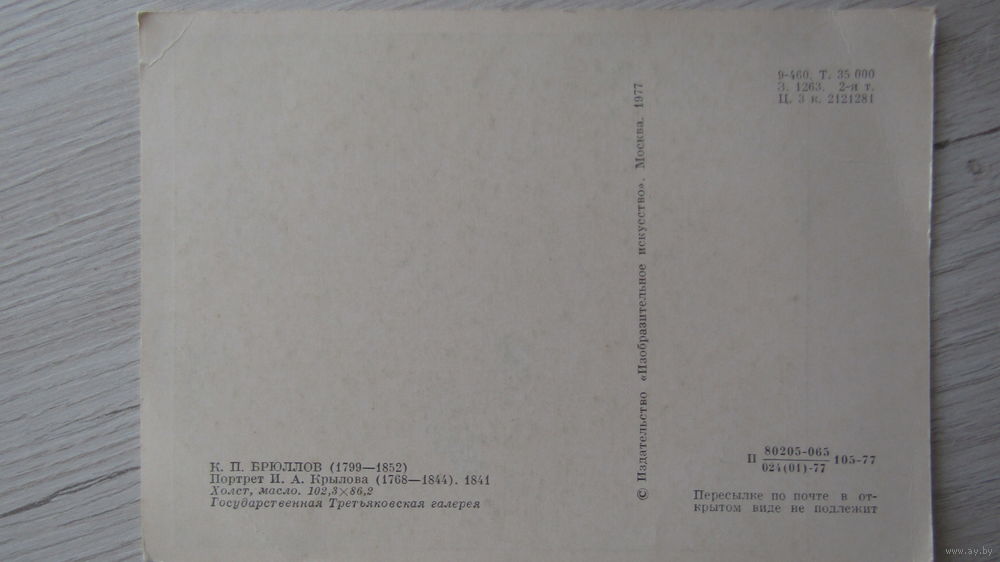 9-460. Т. 35 000
З. 1263. 2-я т.
Ц. 3 к. 2121281
© Издательство «Изобразительное искусство». Москва. 1977
К. П. БРЮЛЛОВ (1799—1852)
Портрет И. А. Крылова (1768—1844). 1841
Холст, масло. 102,3×86,2
Государственная Третьяковская галерея
П 80205-065 105-77
024(01)-77
Пересылке по почте в от-
крытом виде не подлежит
www.ay.by